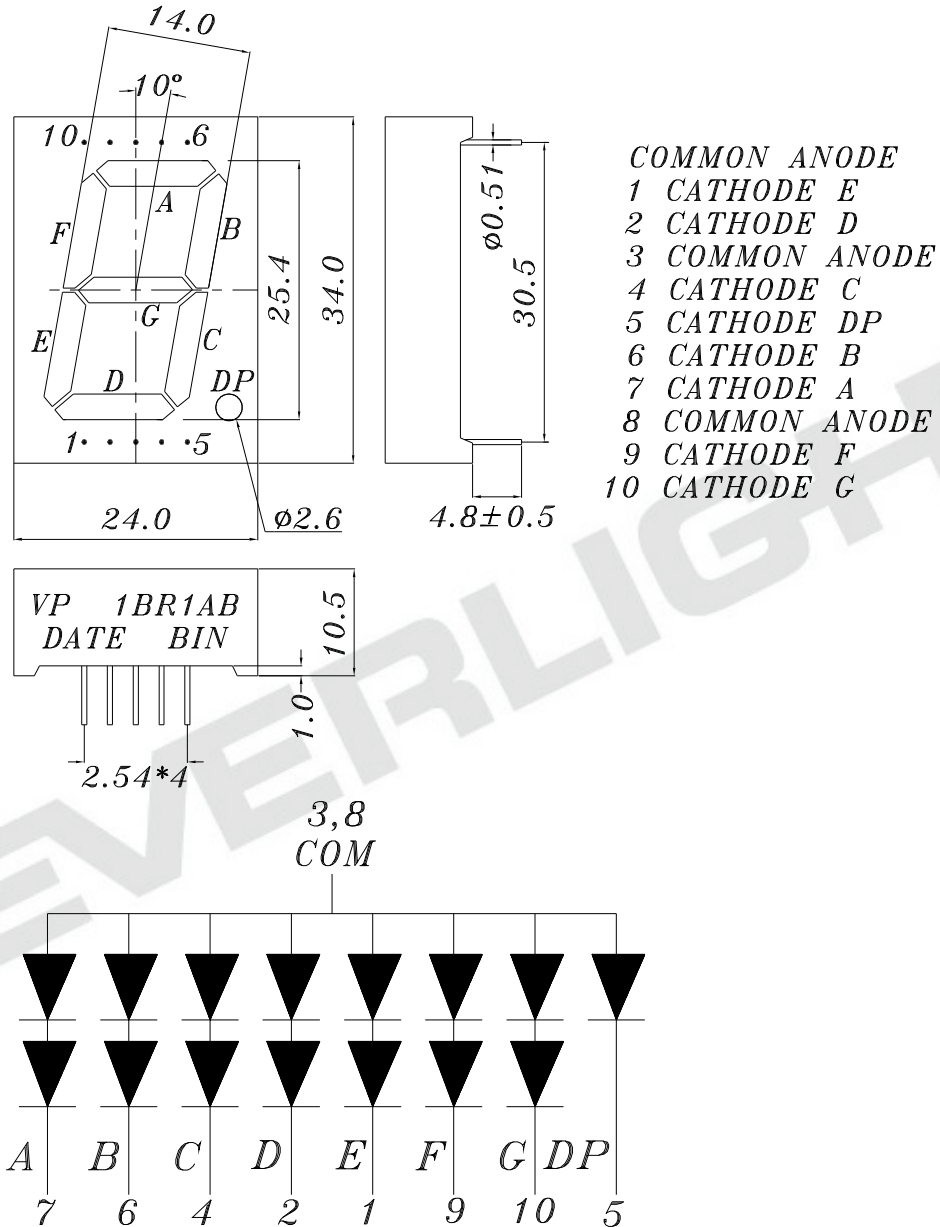 14.0
10°
10 6
A
F B
G
E C
D DP
1 5
25.4
34.0
24.0
ø2.6
ø0.51
30.5
4.8±0.5
COMMON ANODE
1 CATHODE E
2 CATHODE D
3 COMMON ANODE
4 CATHODE C
5 CATHODE DP
6 CATHODE B
7 CATHODE A
8 COMMON ANODE
9 CATHODE F
10 CATHODE G
VP 1BR1AB
DATE BIN
10.5
1.0
2.54*4
EVERLIGH
3,8
COM
A B C D E F G DP
7 6 4 2 1 9 10 5